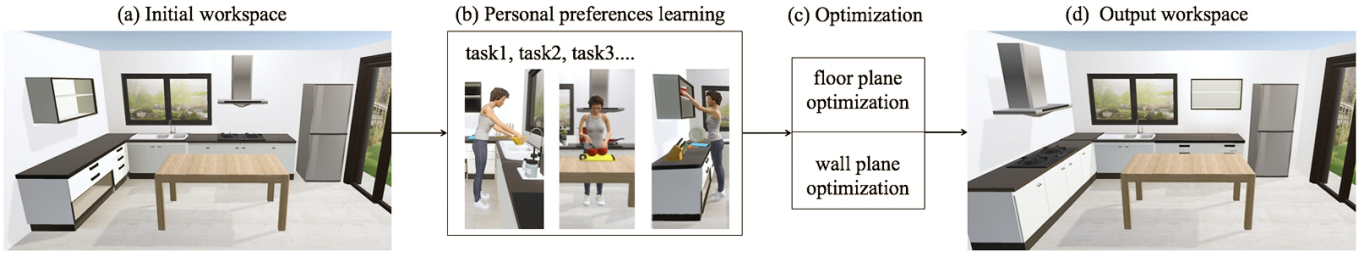 (a) Initial workspace
(b) Personal preferences learning
(c) Optimization
(d) Output workspace
task1, task2, task3....
floor plane
optimization
wall plane
optimization